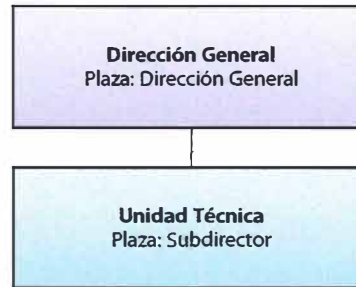 Dirección General
Plaza: Dirección General
Unidad Técnica
Plaza: Subdirector